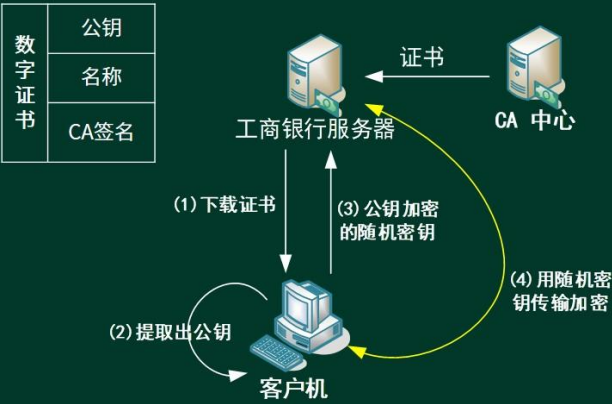 数
字
证
书
公钥
名称
CA签名
证书
工商银行服务器
CA 中心
(1)下载证书
(3)公钥加密
的随机密钥
(2)提取出公钥
(4)用随机密
钥传输加密
客户机